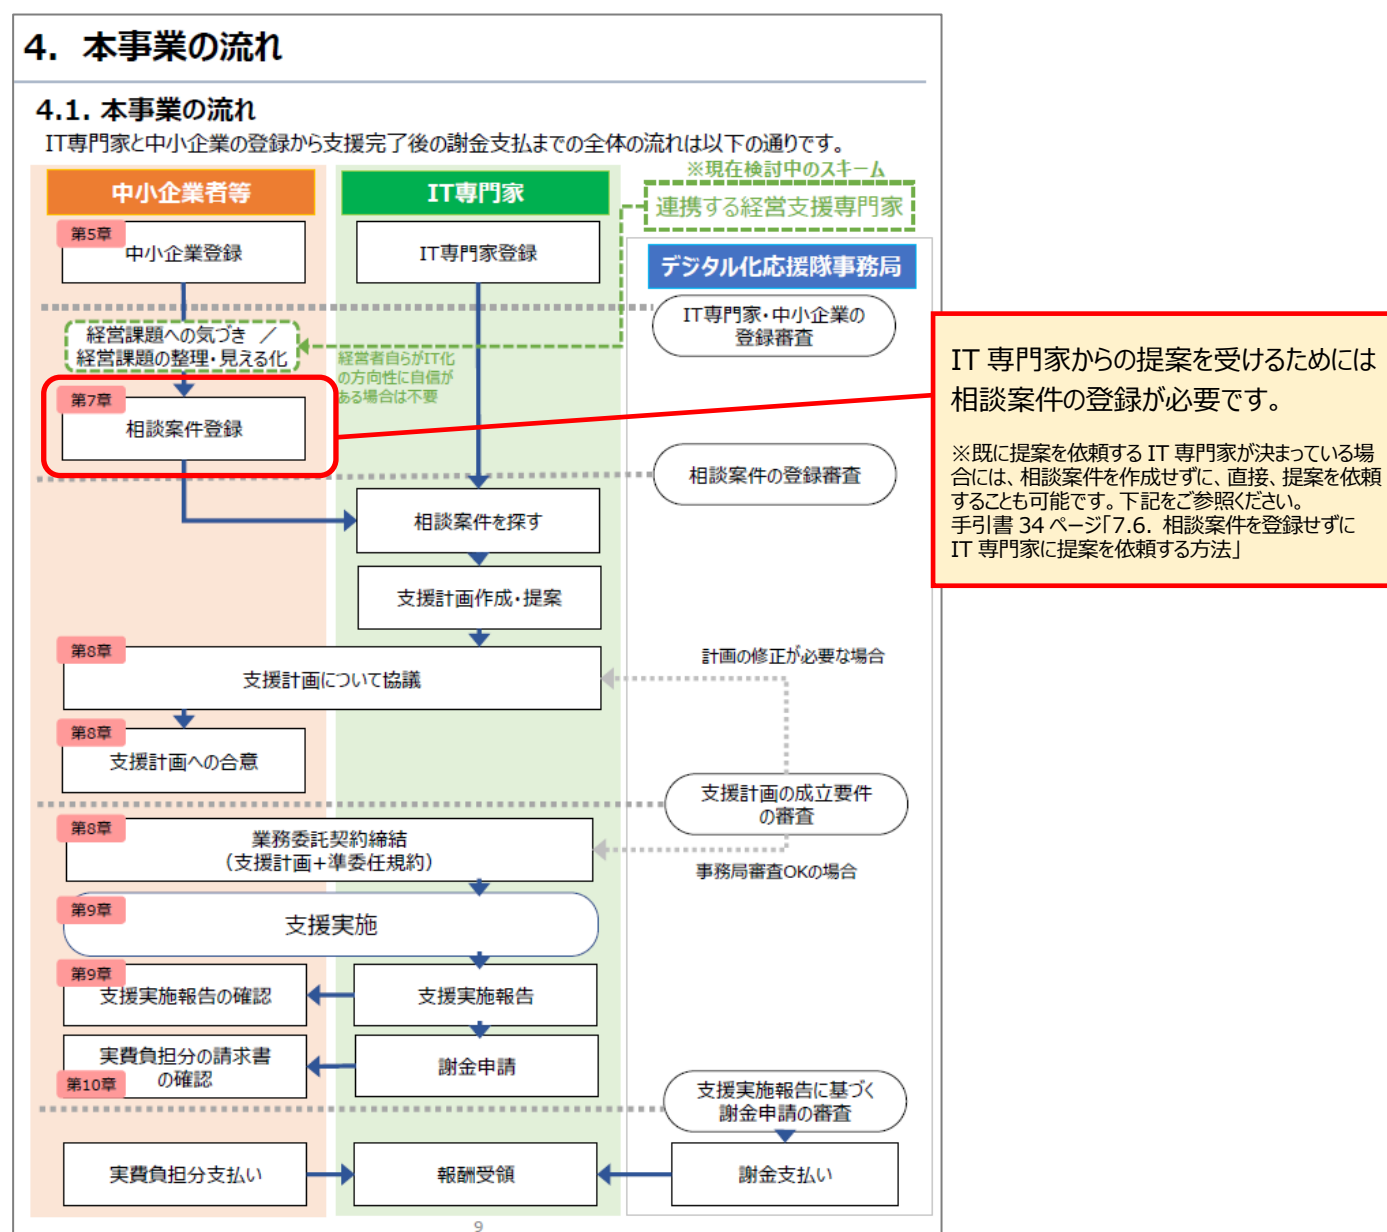 4. 本事業の流れ
4.1. 本事業の流れ
IT専門家と中小企業の登録から支援完了後の謝金支払までの全体の流れは以下の通りです。
※現在検討中のスキーム
中小企業者等
IT専門家
連携する経営支援専門家
第5章
中小企業登録
IT専門家登録
デジタル化応援隊事務局
IT専門家・中小企業の
登録審査
経営課題への気づき ／
経営課題の整理・見える化
経営者自らがIT化
の方向性に自信が
ある場合は不要
第7章
相談案件登録
IT 専門家からの提案を受けるためには
相談案件の登録が必要です。
※既に提案を依頼する IT 専門家が決まっている場
合には、相談案件を作成せずに、直接、提案を依頼
することも可能です。下記をご参照ください。
手引書 34 ページ「7.6. 相談案件を登録せずに
IT 専門家に提案を依頼する方法」
相談案件の登録審査
相談案件を探す
支援計画作成・提案
第8章
支援計画について協議
計画の修正が必要な場合
第8章
支援計画への合意
支援計画の成立要件
の審査
第8章
業務委託契約締結
（支援計画+準委任規約）
事務局審査OKの場合
第9章
支援実施
第9章
支援実施報告の確認
支援実施報告
実費負担分の請求書
の確認
第10章
謝金申請
支援実施報告に基づく
謝金申請の審査
実費負担分支払い
報酬受領
謝金支払い
9